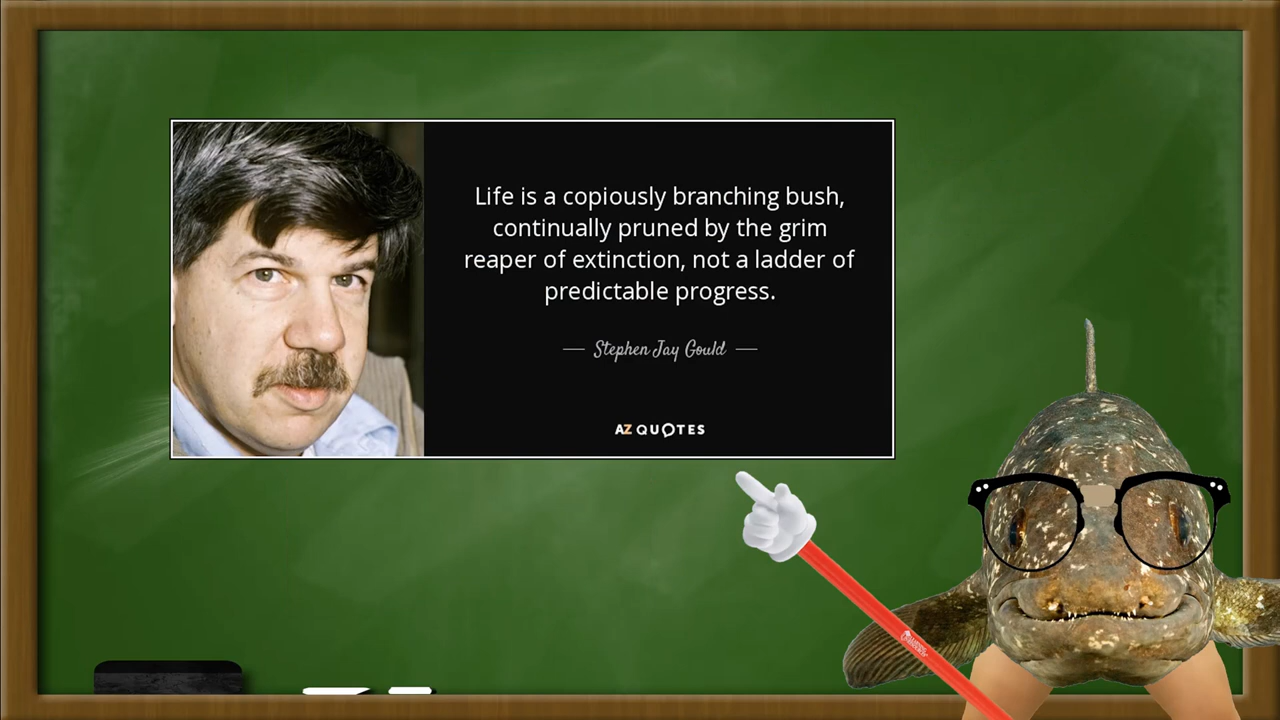 Life is a copiously branching bush,
continually pruned by the grim
reaper of extinction, not a ladder of
predictable progress.
Stephen Jay Gould
AZ QUOTES